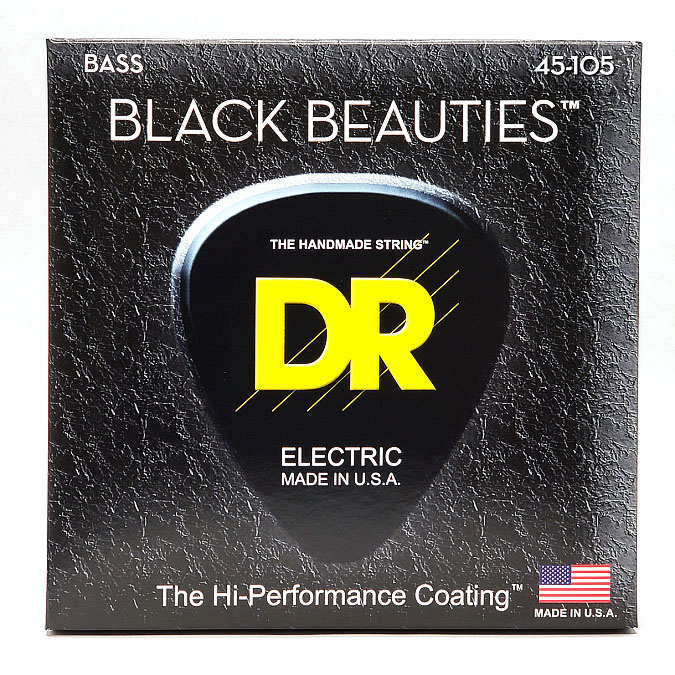 BASS 45-105
BLACK BEAUTIES™
THE HANDMADE STRING™
DR
ELECTRIC
MADE IN U.S.A.
The Hi-Performance Coating™
MADE IN U.S.A.